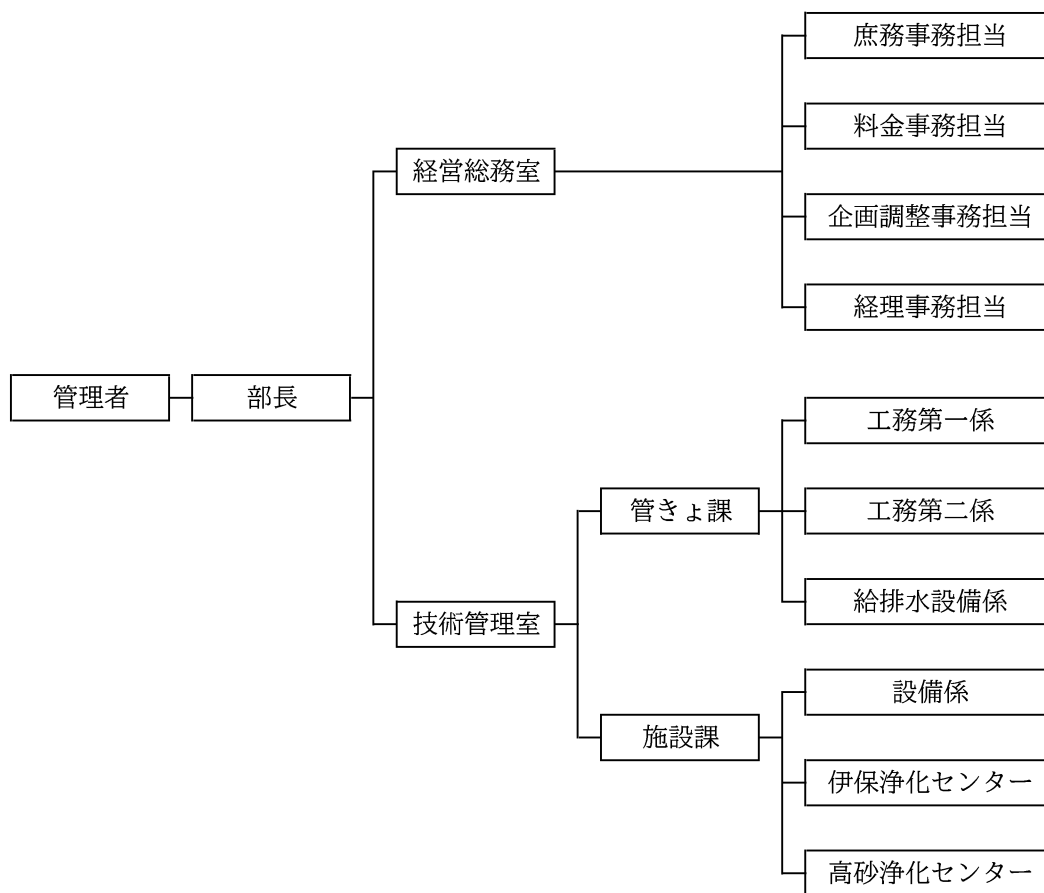 庶務事務担当
料金事務担当
経営総務室
企画調整事務担当
経理事務担当
管理者
部長
工務第一係
管きょ課
工務第二係
給排水設備係
技術管理室
設備係
施設課
伊保浄化センター
高砂浄化センター